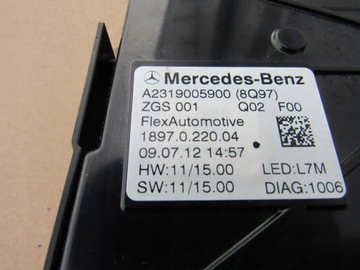 Mercedes-Benz
A2319005900 (8Q97)
ZGS 001 Q02 F00
FlexAutomotive
1897.0.220.04
09.07.12 14:57
HW:11/15.00 LED:L7M
SW:11/15.00 DIAG:1006